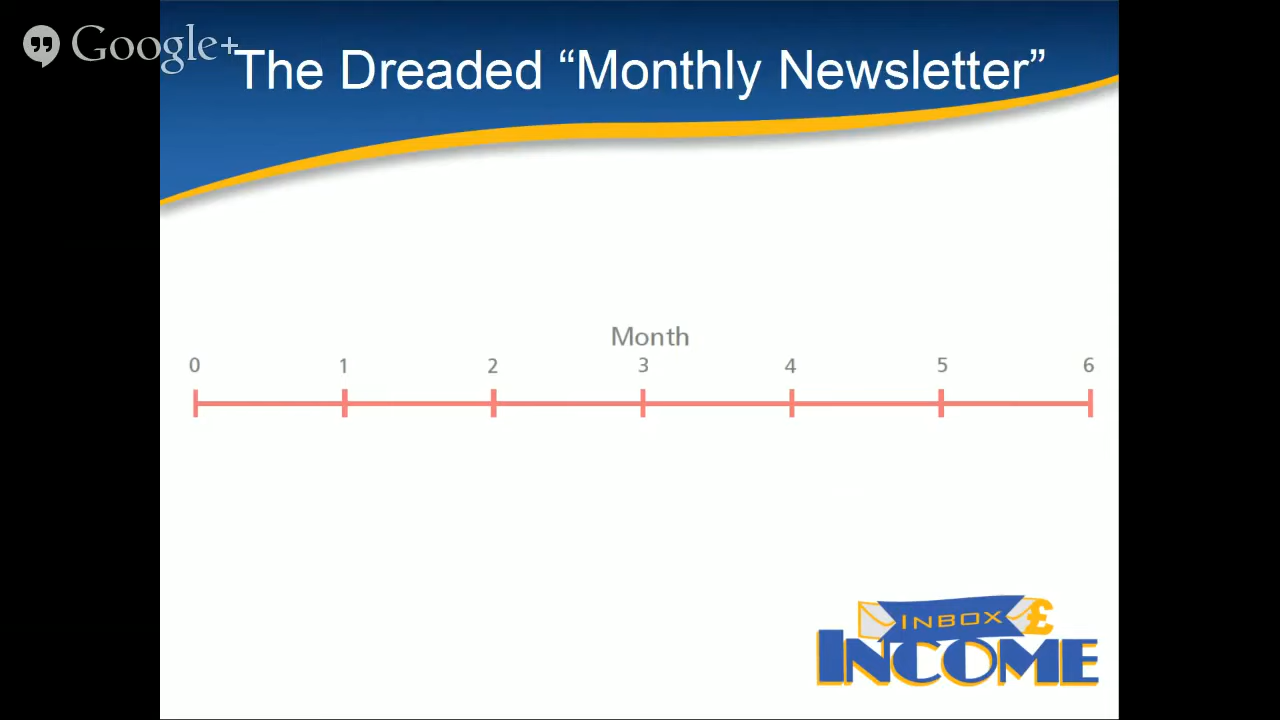 Google+
The Dreaded “Monthly Newsletter”
Month
0 1 2 3 4 5 6
INBOX £
INCOME